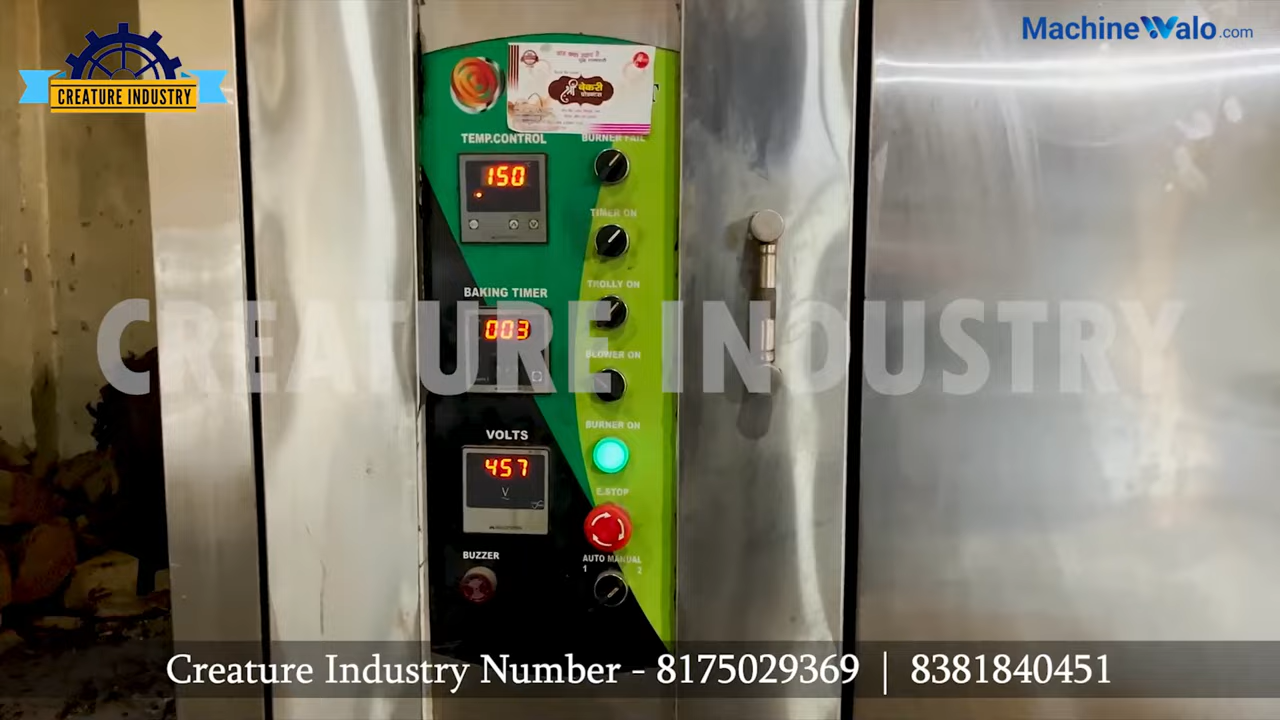 MachineWalo.com
CREATURE INDUSTRY
श्री बेकरी
TEMP.CONTROL
BURNER FAIL
150
TIMER ON
TROLLY ON
BAKING TIMER
003
CREATURE INDUSTRY
BLOWER ON
BURNER ON
VOLTS
457
V
E.STOP
BUZZER
AUTO MANUAL
1 2
Creature Industry Number - 8175029369 | 8381840451